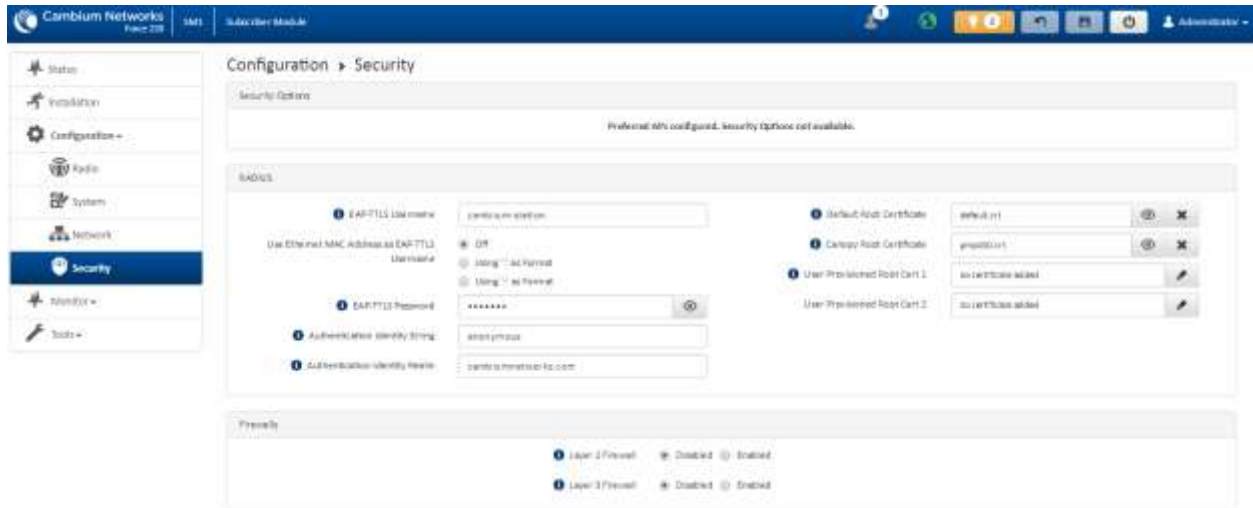 Cambium Networks
Force 200
SM1
Subscriber Module
1
2
Administrator
Status
Installation
Configuration
Radio
System
Network
Security
Monitor
Tools
Configuration ▸ Security
Security Options
Preferred APs configured. Security Options not available.
RADIUS
EAP-TTLS Username
cambium-station
Use Ethernet MAC Address as EAP-TTLS Username
Off
Using as Format
Using as Format
EAP-TTLS Password
•••••••
Authentication Identity String
anonymous
Authentication Identity Realm
cambiumnetworks.com
Default Root Certificate
default.crt
Canopy Root Certificate
User Provisioned Root Cert 1
no certificate added
User Provisioned Root Cert 2
no certificate added
Firewalls
Layer 2 Firewall
Disabled
Enabled
Layer 3 Firewall
Disabled
Enabled